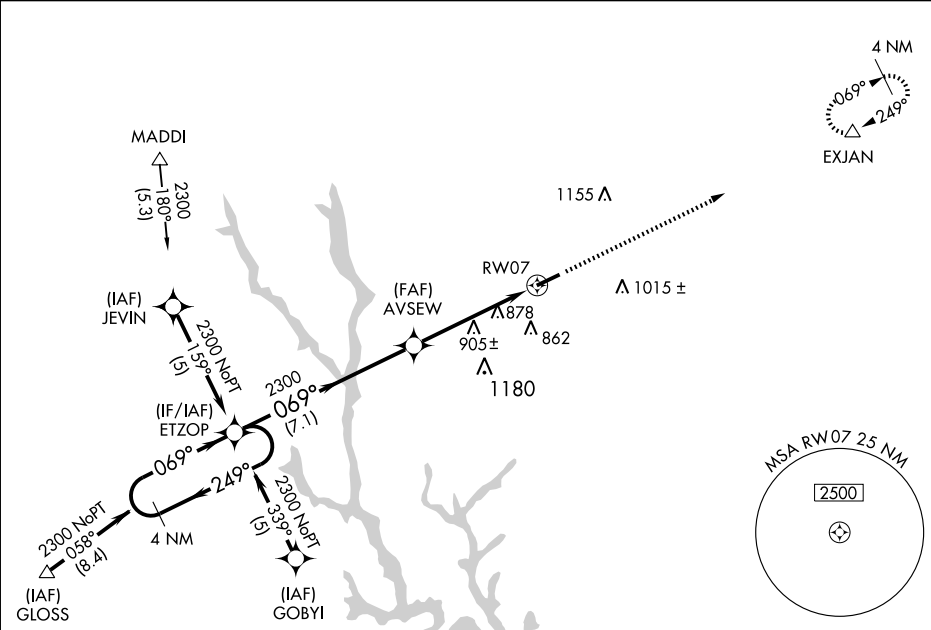 4 NM
069°
249°
EXJAN
MADDI
2300
180°
(5.3)
1155
RW07
1015 ±
(IAF)
JEVIN
(FAF)
AVSEW
878
905±
862
1180
2300 NoPT
159°
(5)
(IF/IAF)
ETZOP
2300
069°
(7.1)
069°
249°
4 NM
2300 NoPT
058°
(8.4)
(IAF)
GLOSS
2300 NoPT
339°
(5)
(IAF)
GOBYI
MSA RW07 25 NM
2500